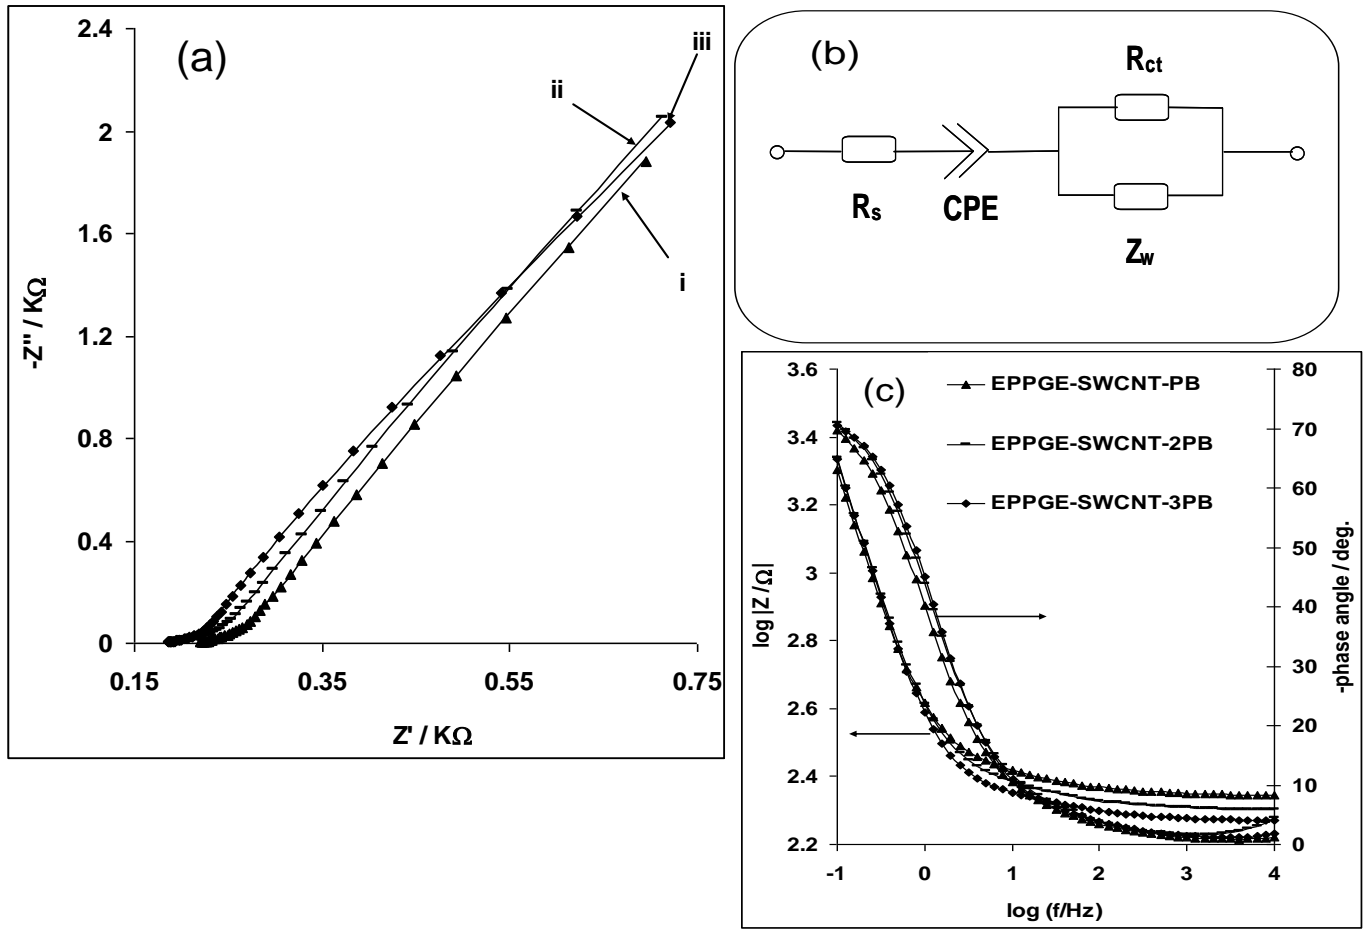 (a)
2.4
2
1.6
1.2
0.8
0.4
0
0.15
0.35
0.55
0.75
-Z'' / KΩ
Z' / KΩ
i
ii
iii
(b)
Rs
CPE
Rct
Zw
(c)
EPPGE-SWCNT-PB
EPPGE-SWCNT-2PB
EPPGE-SWCNT-3PB
3.6
3.4
3.2
3
2.8
2.6
2.4
2.2
log |Z /Ω|
80
70
60
50
40
30
20
10
0
-phase angle / deg.
-1
0
1
2
3
4
log (f/Hz)